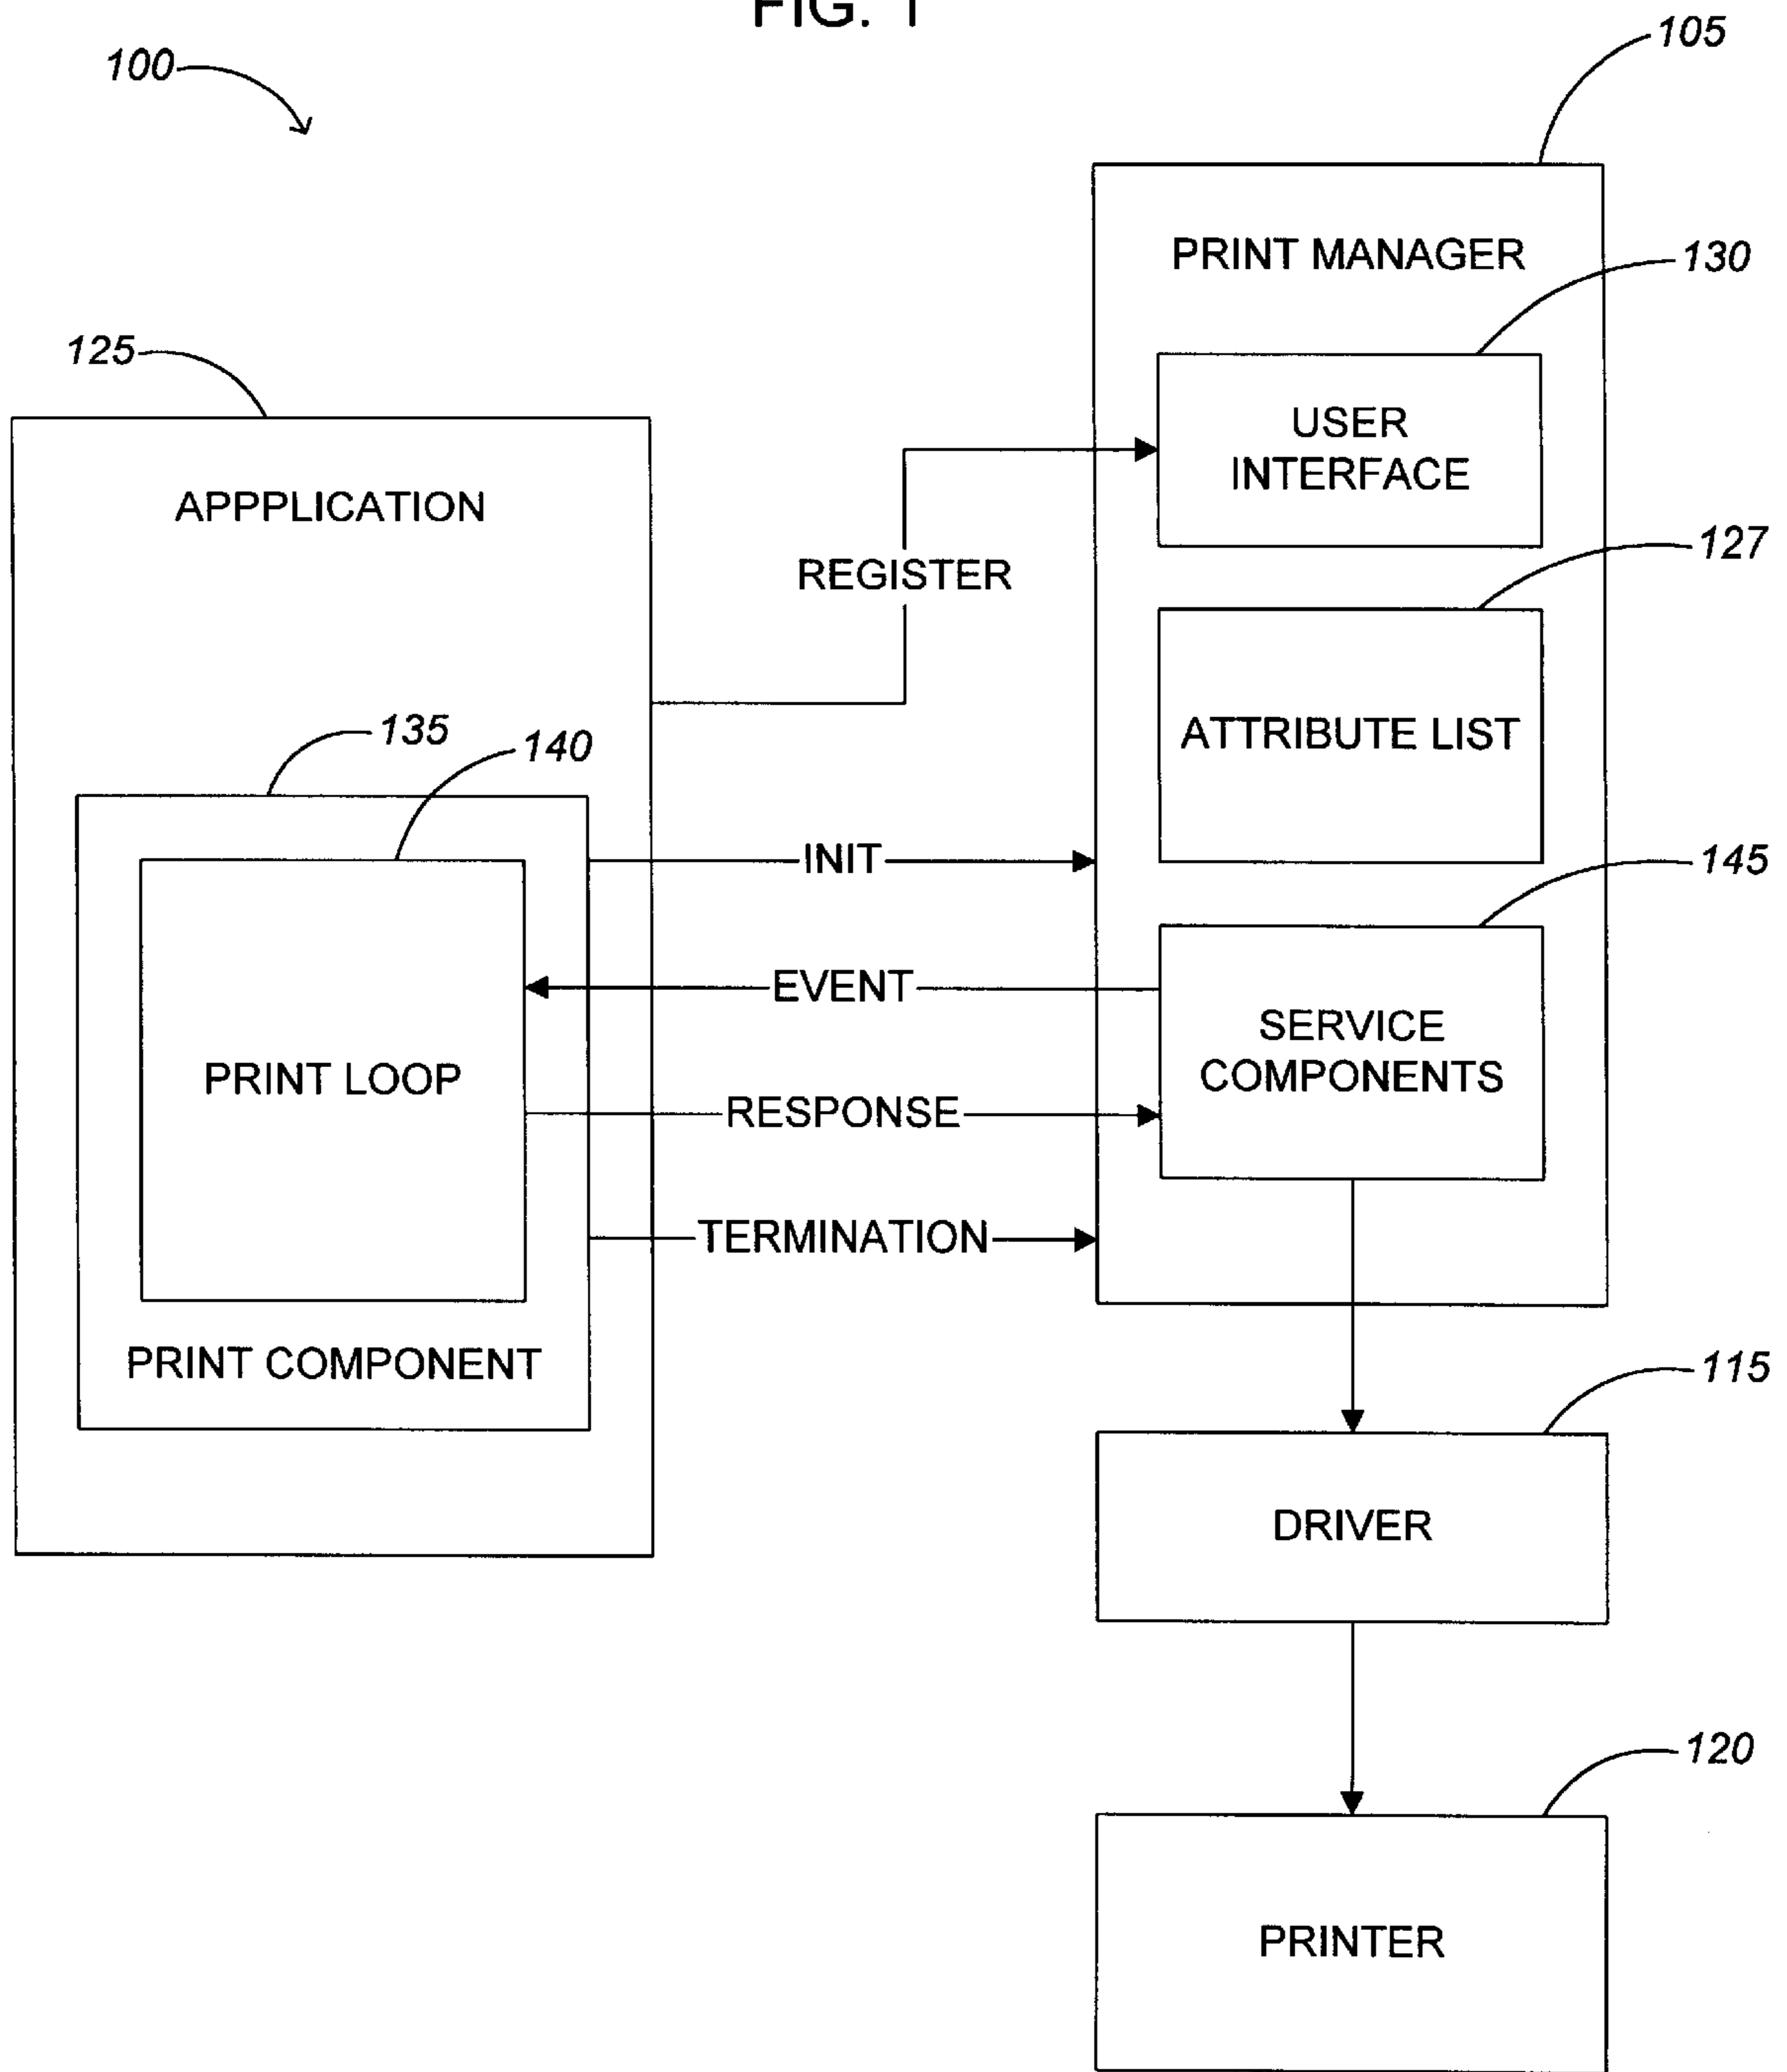 FIG. 1
100
105
PRINT MANAGER
130
125
USER
INTERFACE
APPPLICATION
127
REGISTER
ATTRIBUTE LIST
135
140
INIT
145
EVENT
SERVICE
COMPONENTS
PRINT LOOP
RESPONSE
TERMINATION
PRINT COMPONENT
115
DRIVER
120
PRINTER